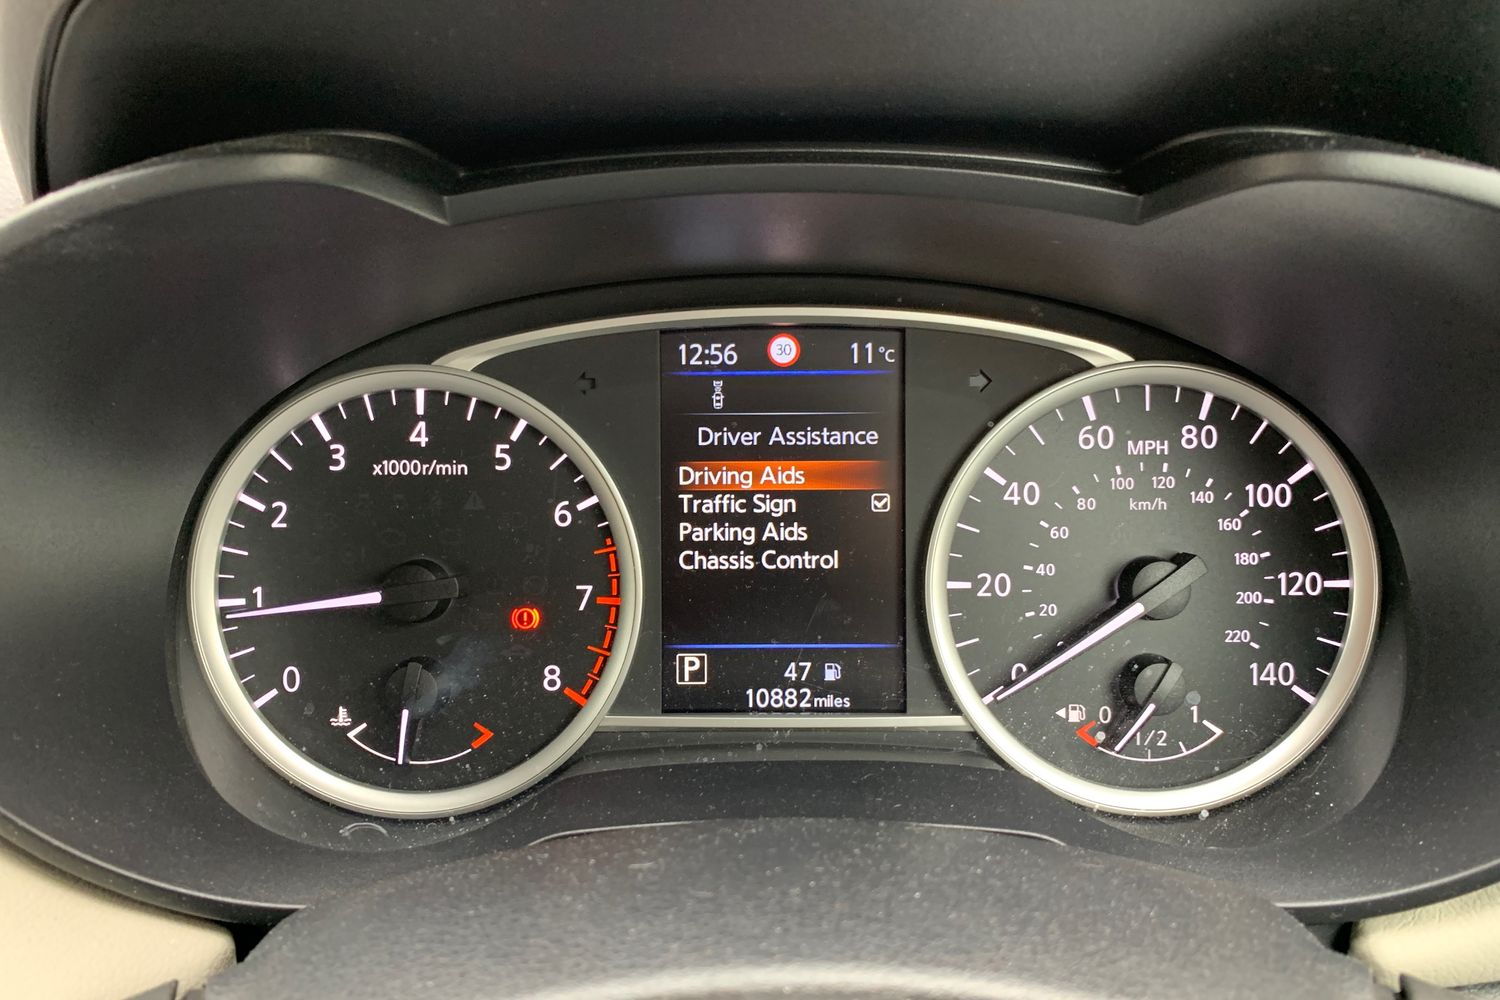 12:56 30 11°C
Driver Assistance
Driving Aids
Traffic Sign
Parking Aids
Chassis Control
P 47
10882 miles
0 1 2 3 4 5 6 7 8
x1000r/min
0 20 40 60 80 100 120 140
MPH
20 40 60 80 100 120 140 160 180 200 220
km/h
0 1/2 1